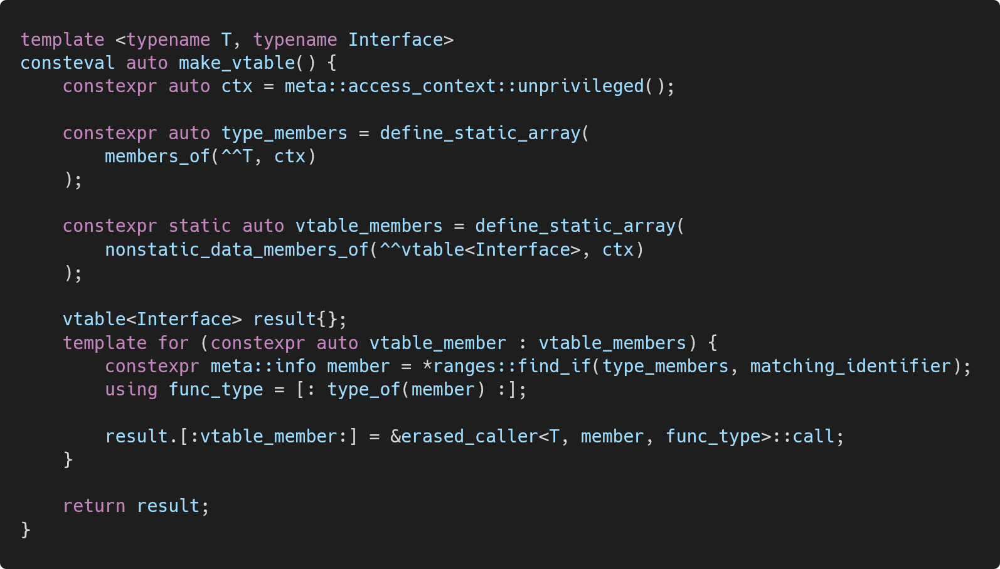 template <typename T, typename Interface>
consteval auto make_vtable() {
    constexpr auto ctx = meta::access_context::unprivileged();

    constexpr auto type_members = define_static_array(
        members_of(^^T, ctx)
    );

    constexpr static auto vtable_members = define_static_array(
        nonstatic_data_members_of(^^vtable<Interface>, ctx)
    );

    vtable<Interface> result{};
    template for (constexpr auto vtable_member : vtable_members) {
        constexpr meta::info member = *ranges::find_if(type_members, matching_identifier);
        using func_type = [: type_of(member) :];

        result.[:vtable_member:] = &erased_caller<T, member, func_type>::call;
    }

    return result;
}